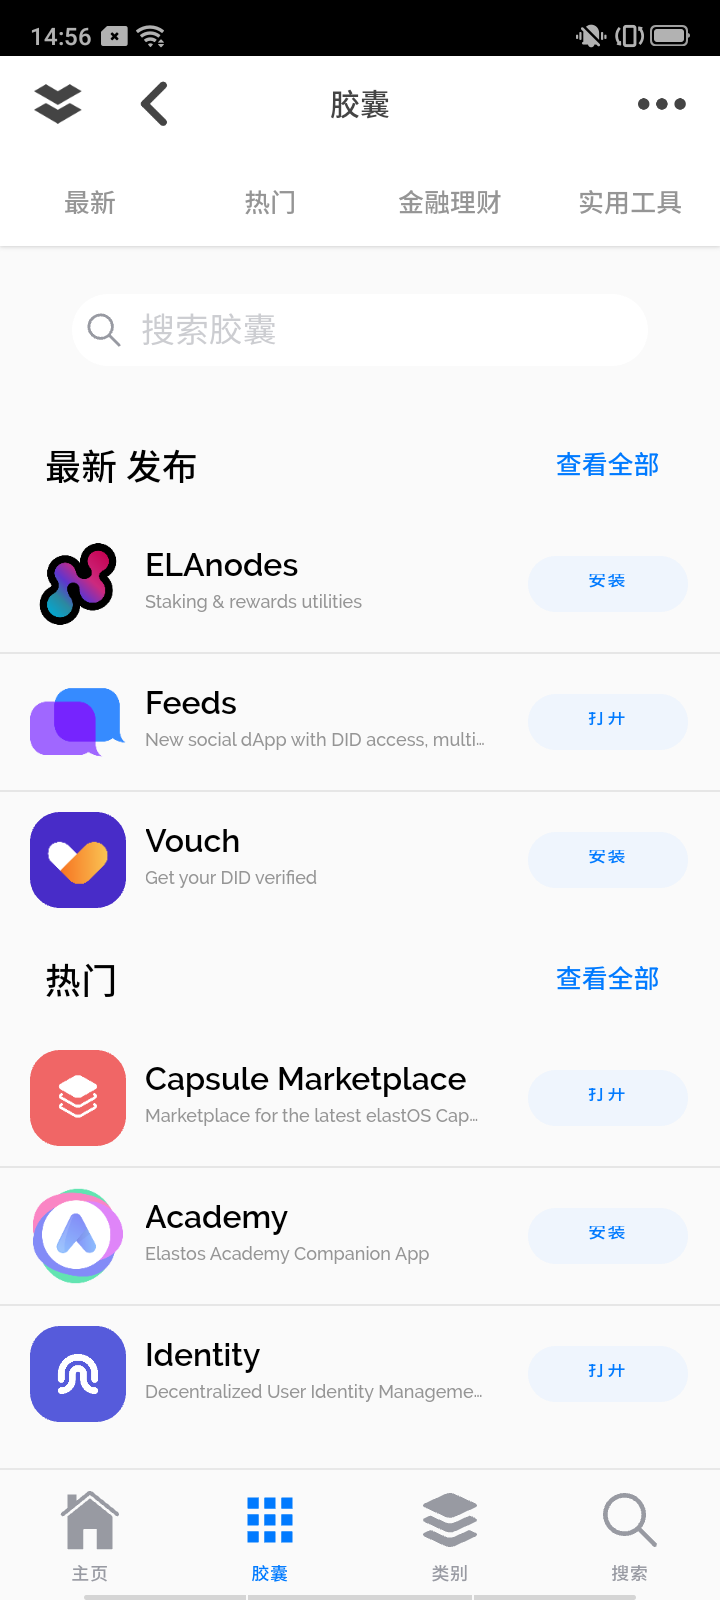 14:56
胶囊
最新 热门 金融理财 实用工具
搜索胶囊
最新 发布 查看全部
ELAnodes
Staking & rewards utilities
安装
Feeds
New social dApp with DID access, multi...
打开
Vouch
Get your DID verified
安装
热门 查看全部
Capsule Marketplace
Marketplace for the latest elastOS Cap...
打开
Academy
Elastos Academy Companion App
安装
Identity
Decentralized User Identity Manageme...
打开
主页 胶囊 类别 搜索